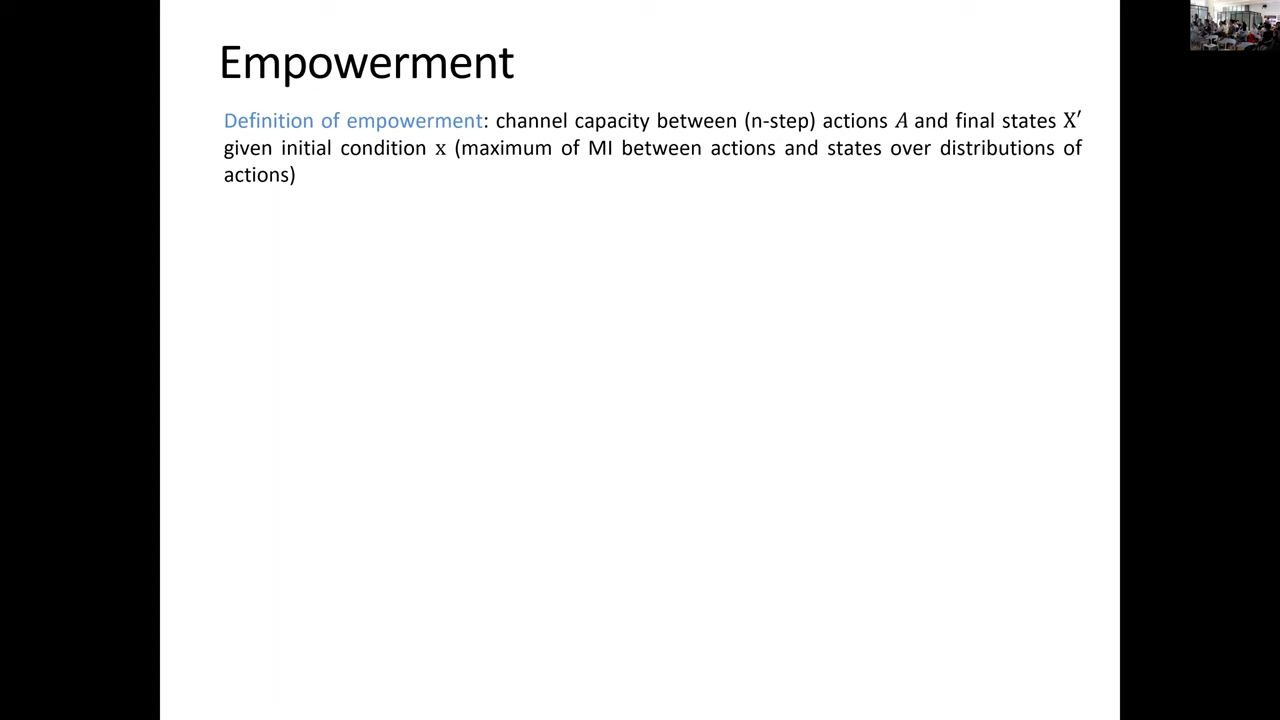 Empowerment
Definition of empowerment: channel capacity between (n-step) actions A and final states X′
given initial condition x (maximum of MI between actions and states over distributions of
actions)